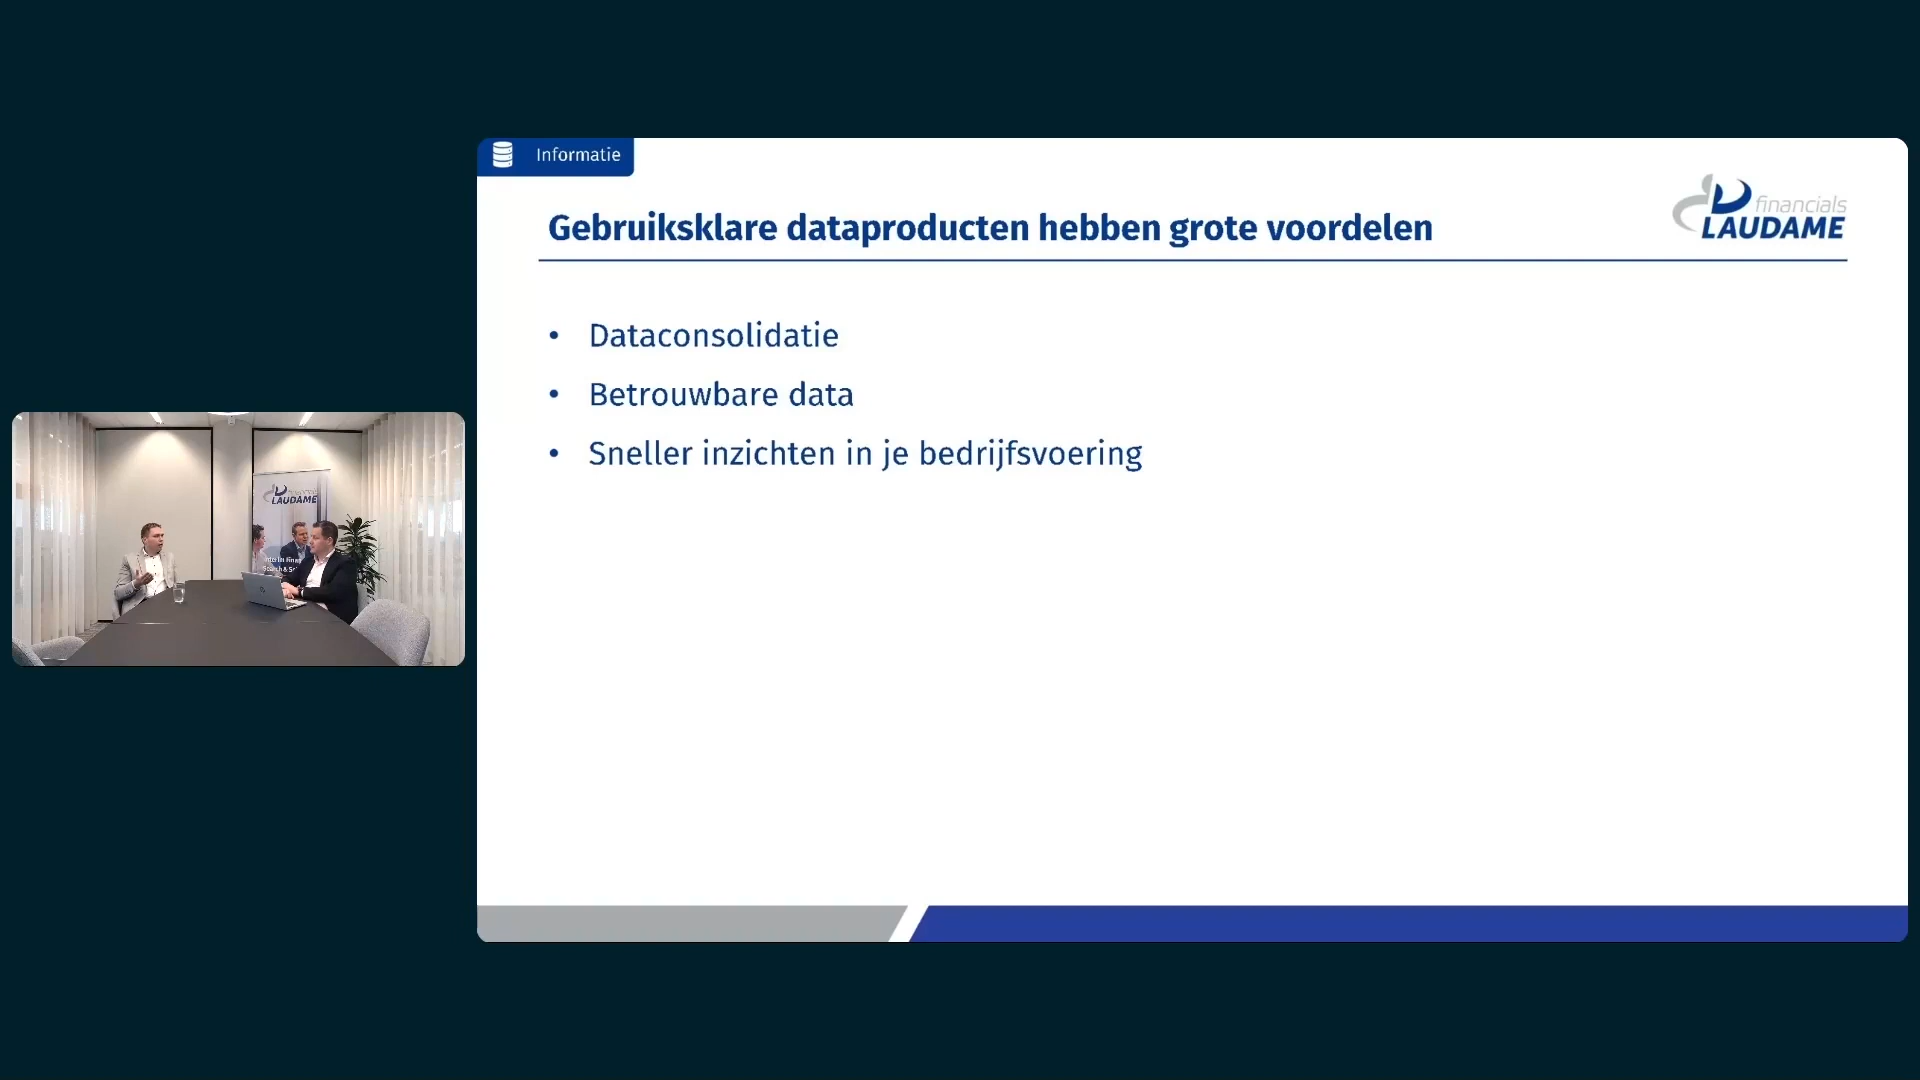 Informatie
financials
LAUDAME
Gebruiksklare dataproducten hebben grote voordelen
• Dataconsolidatie
• Betrouwbare data
• Sneller inzichten in je bedrijfsvoering
LAUDAME